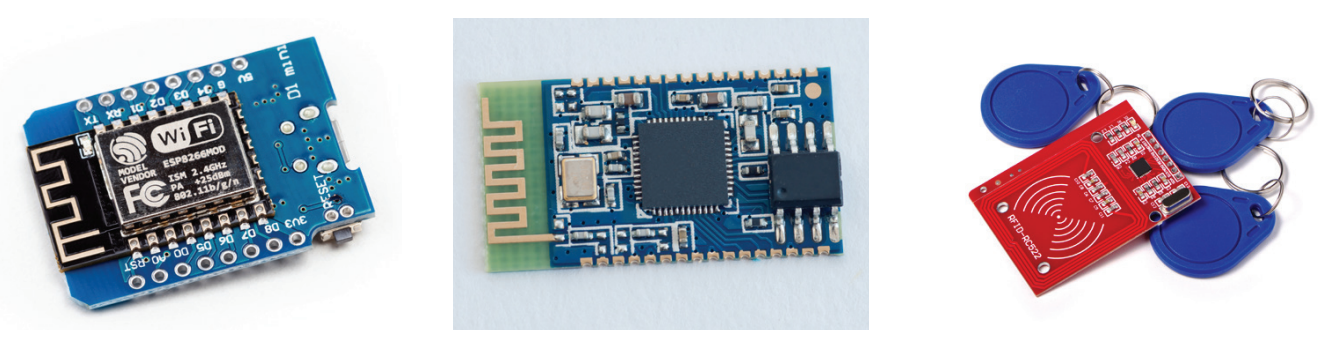 5V
G
D4
D3
D2
D1
RX
TX
D1 mini
WiFi
MODEL
ESP8266MOD
VENDOR
ISM 2.4GHz
FC
PA +25dBm
802.11b/g/n
RESET
RST
A0
D0
D5
D6
D7
D8
3V3
RFID-RC522